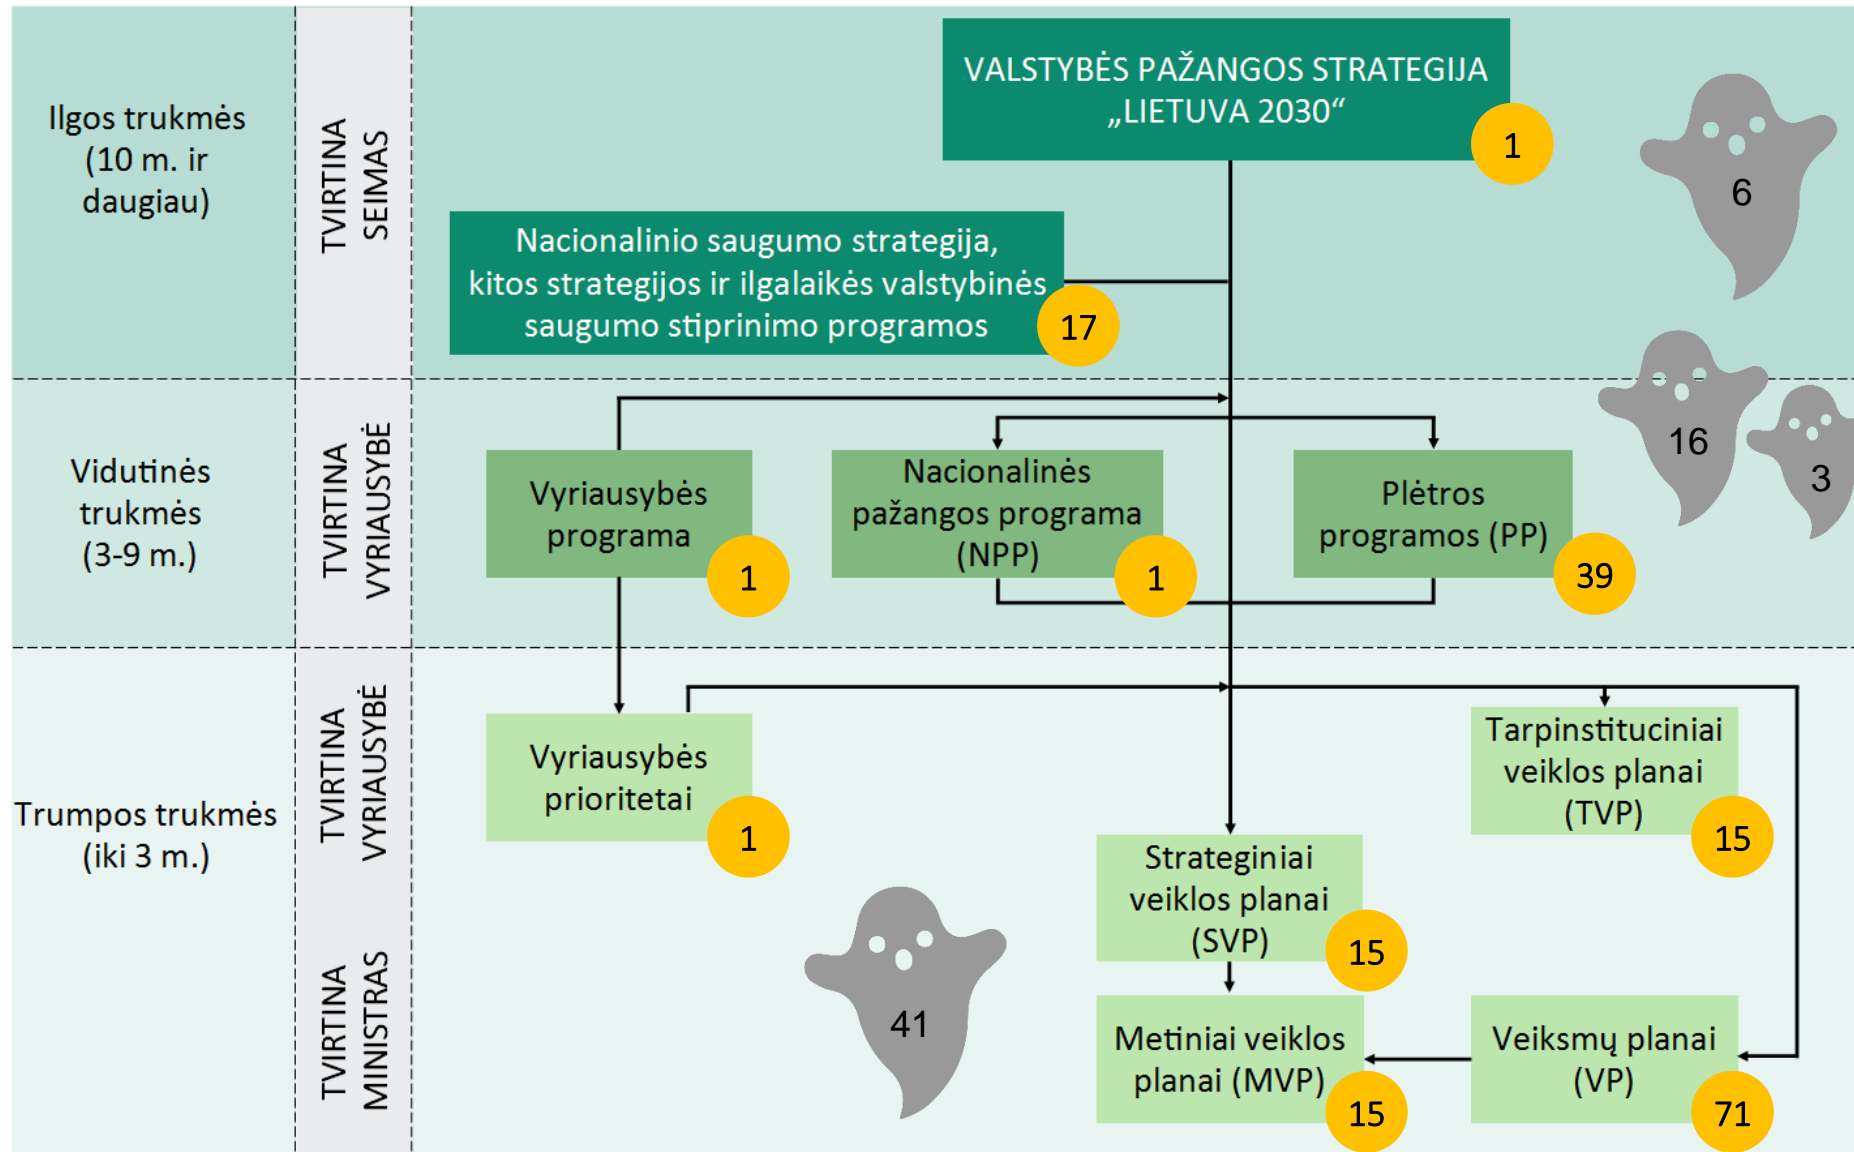 VALSTYBĖS PAŽANGOS STRATEGIJA
„LIETUVA 2030“
1
Ilgos trukmės
(10 m. ir
daugiau)
TVIRTINA
SEIMAS
6
Nacionalinio saugumo strategija,
kitos strategijos ir ilgalaikės valstybinės
saugumo stiprinimo programos
17
Vidutinės
trukmės
(3-9 m.)
TVIRTINA
VYRIAUSYBĖ
Vyriausybės
programa
1
Nacionalinės
pažangos programa
(NPP)
1
Plėtros
programos (PP)
39
16
3
Trumpos trukmės
(iki 3 m.)
TVIRTINA
VYRIAUSYBĖ
Vyriausybės
prioritetai
1
Tarpinstituciniai
veiklos planai
(TVP)
15
Strateginiai
veiklos planai
(SVP)
15
TVIRTINA
MINISTRAS
41
Metiniai veiklos
planai (MVP)
15
Veiksmų planai
(VP)
71